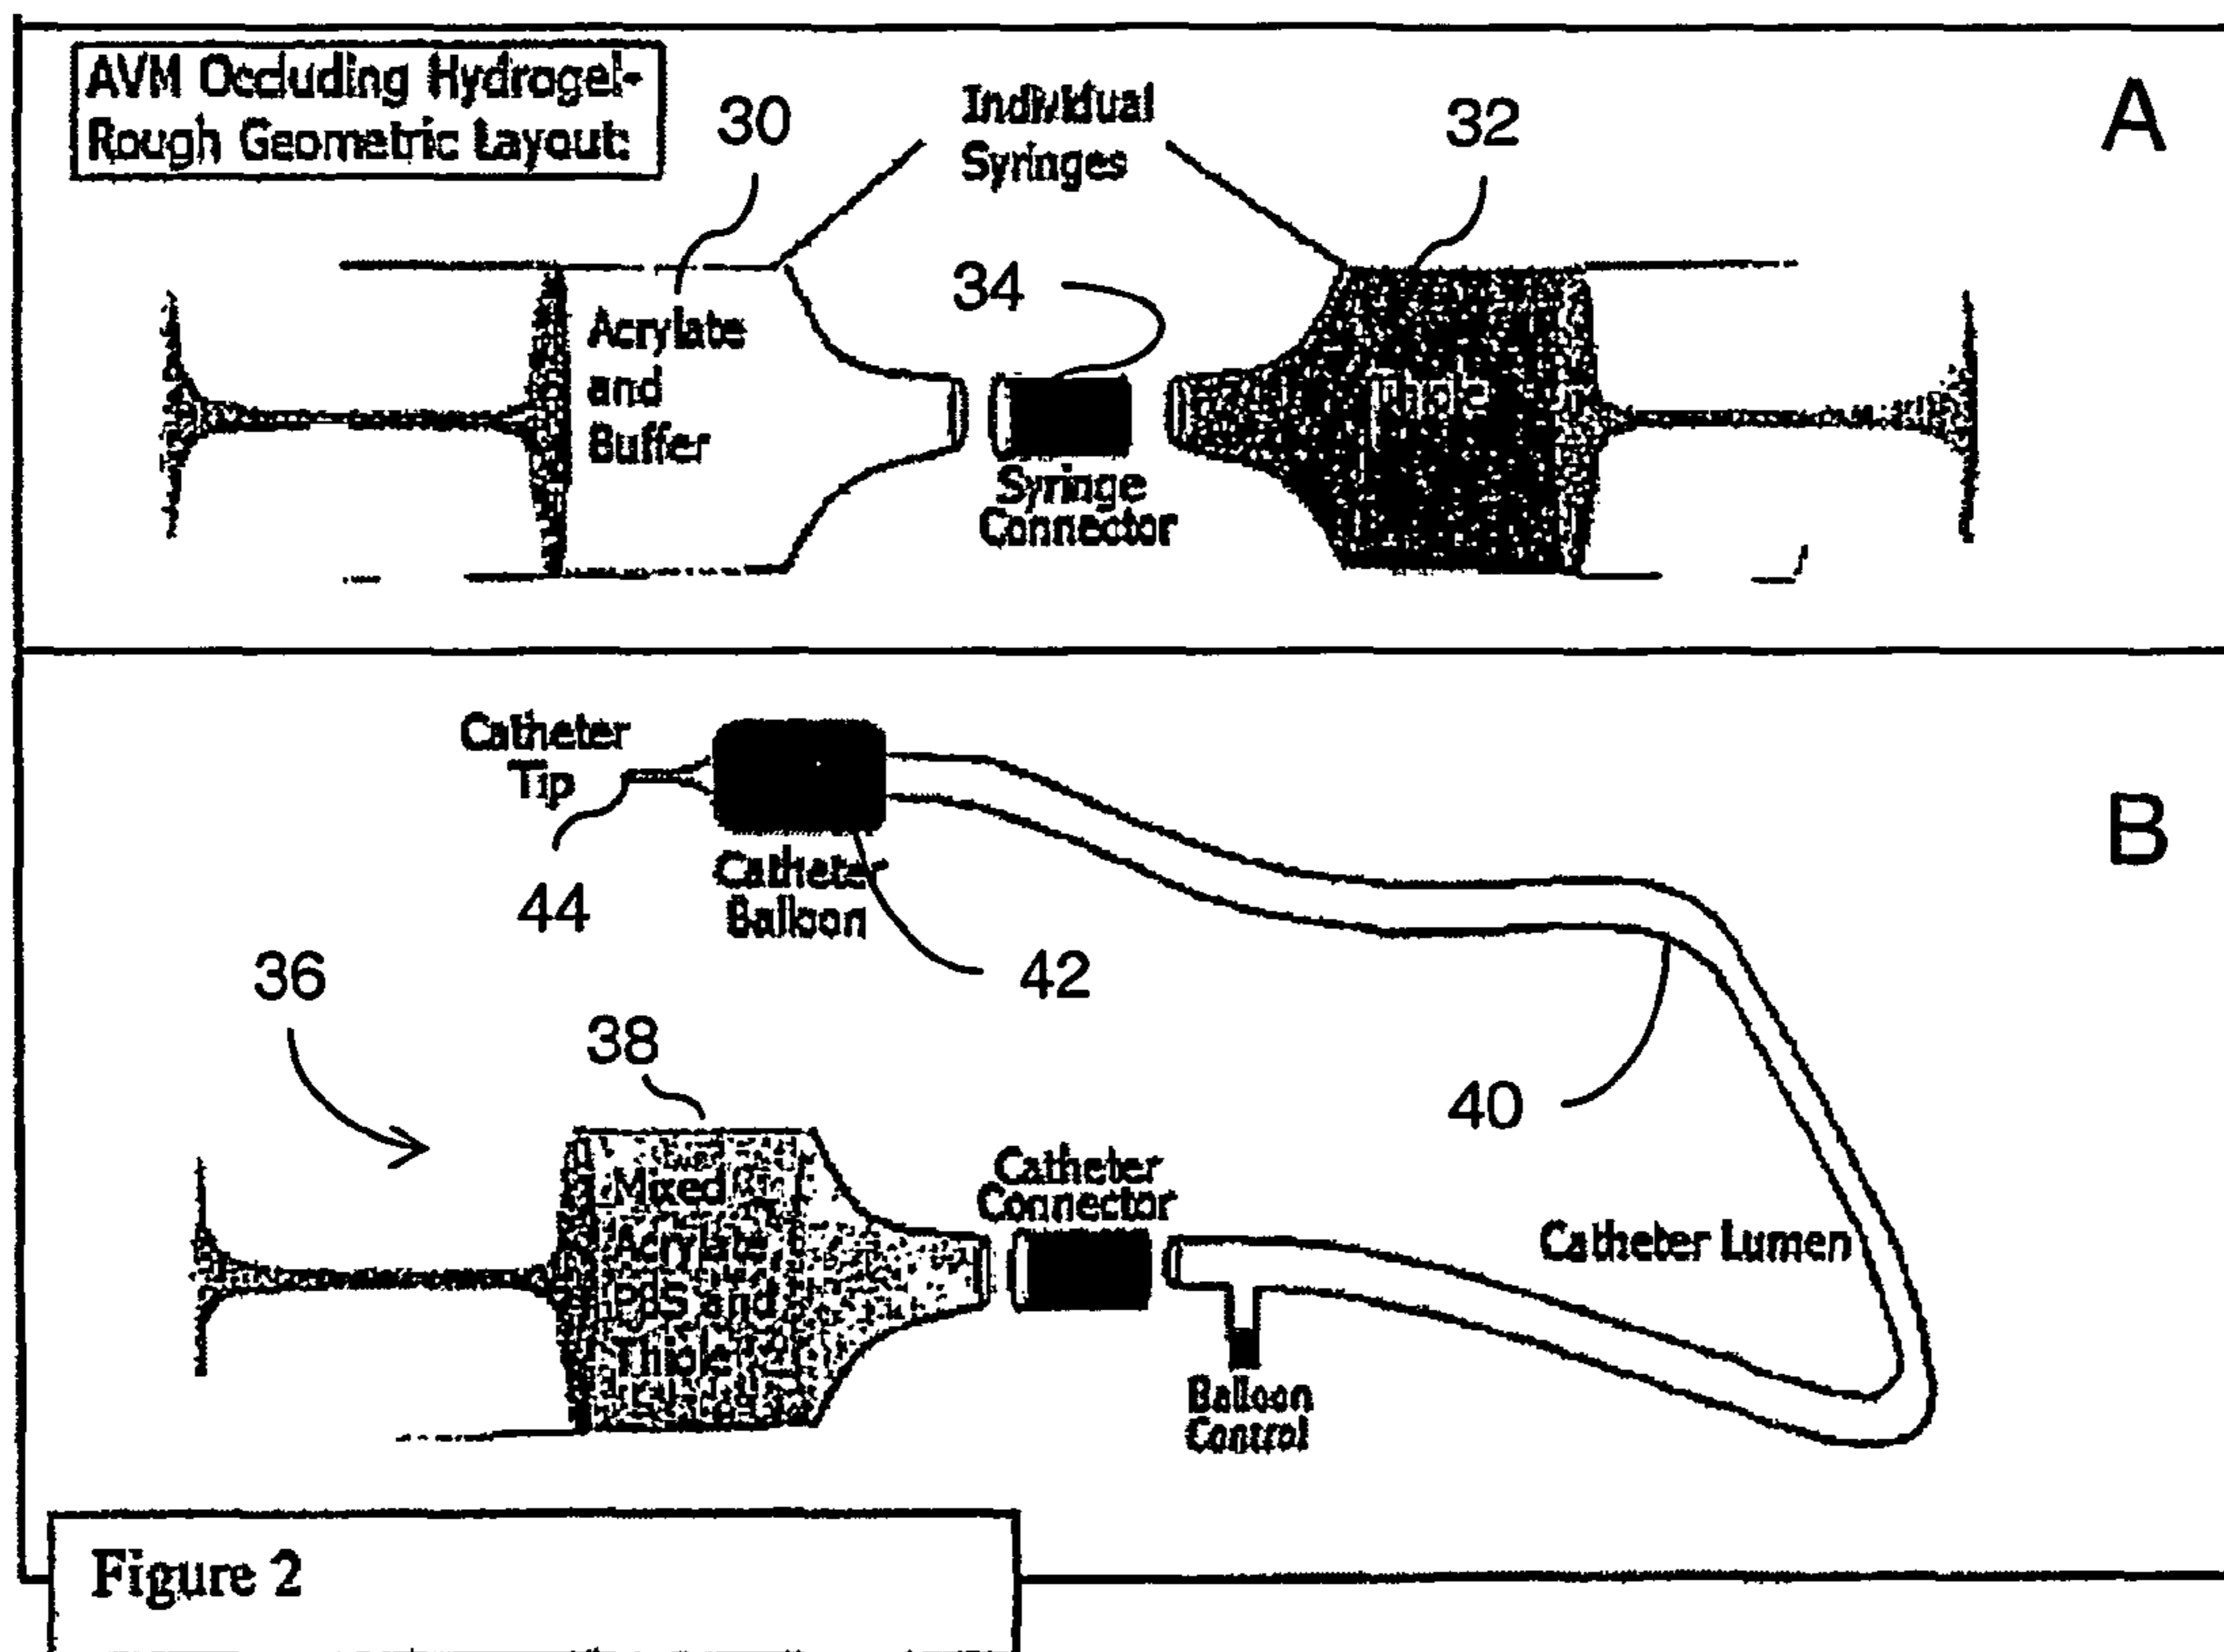 AVM Occluding Hydrogel-
Rough Geometric Layout:
30
Individual
Syringes
32
A
34
Acrylate
and
Buffer
Thiole
Syringe
Connector
Catheter
Tip
44
Catheter
Balloon
42
B
36
38
40
Mixed
Acrylate
PBS and
Thiole
Catheter
Connector
Catheter Lumen
Balloon
Control
Figure 2